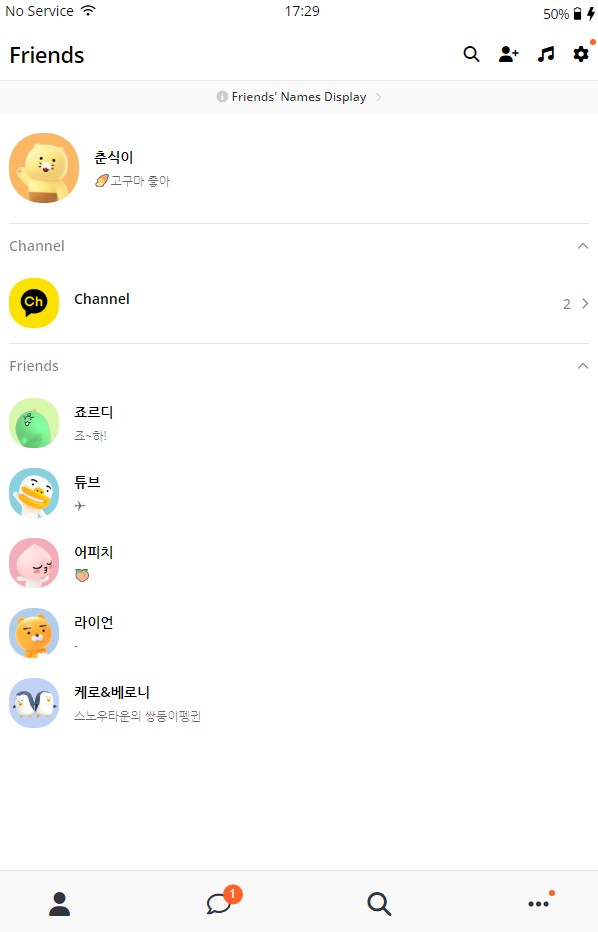 No Service 17:29 50%
Friends
Friends' Names Display
춘식이
고구마 좋아
Channel
Ch
Channel
2
Friends
죠르디
죠~하!
튜브
✈
어피치
🍑
라이언
-
케로&베로니
스노우타운의 쌍둥이펭귄
1